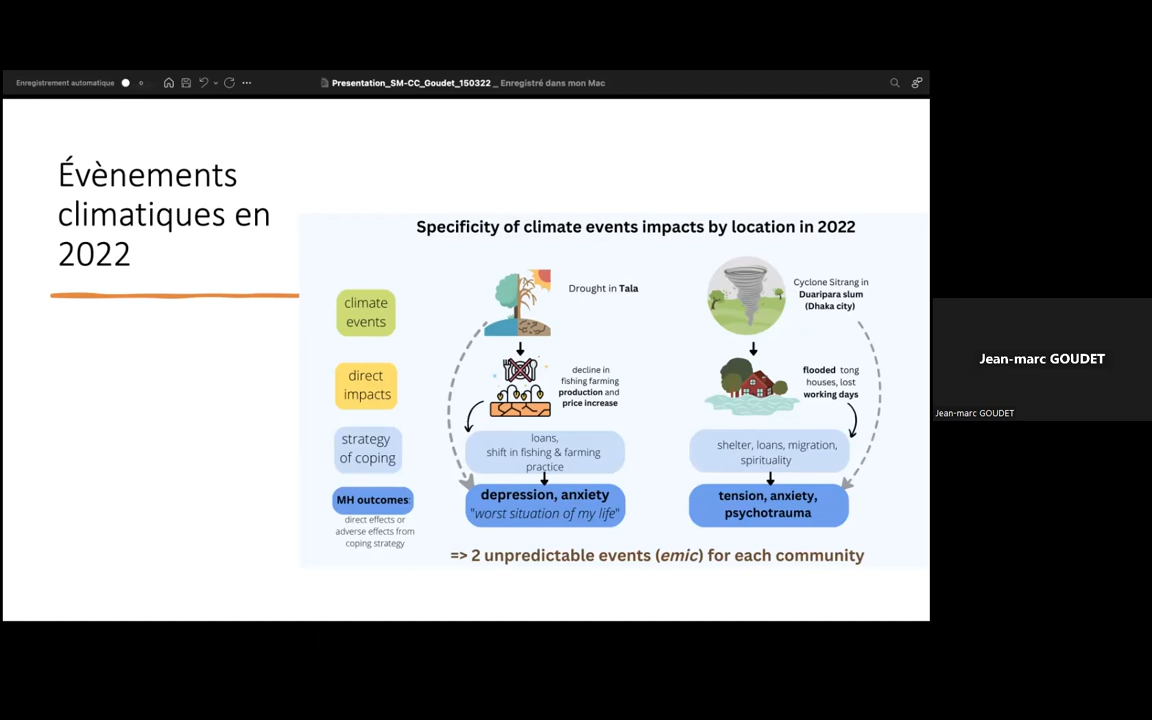 Enregistrement automatique
Presentation_SM-CC_Goudet_150322 _ Enregistré dans mon Mac
Évènements
climatiques en
2022
Specificity of climate events impacts by location in 2022
climate
events
Drought in Tala
Cyclone Sitrang in
Duaripara slum
(Dhaka city)
direct
impacts
decline in
fishing farming
production and
price increase
flooded tong
houses, lost
working days
strategy
of coping
loans,
shift in fishing & farming
practice
shelter, loans, migration,
spirituality
MH outcomes:
direct effects or
adverse effects from
coping strategy
depression, anxiety
"worst situation of my life"
tension, anxiety,
psychotrauma
=> 2 unpredictable events (emic) for each community
Jean-marc GOUDET
Jean-marc GOUDET